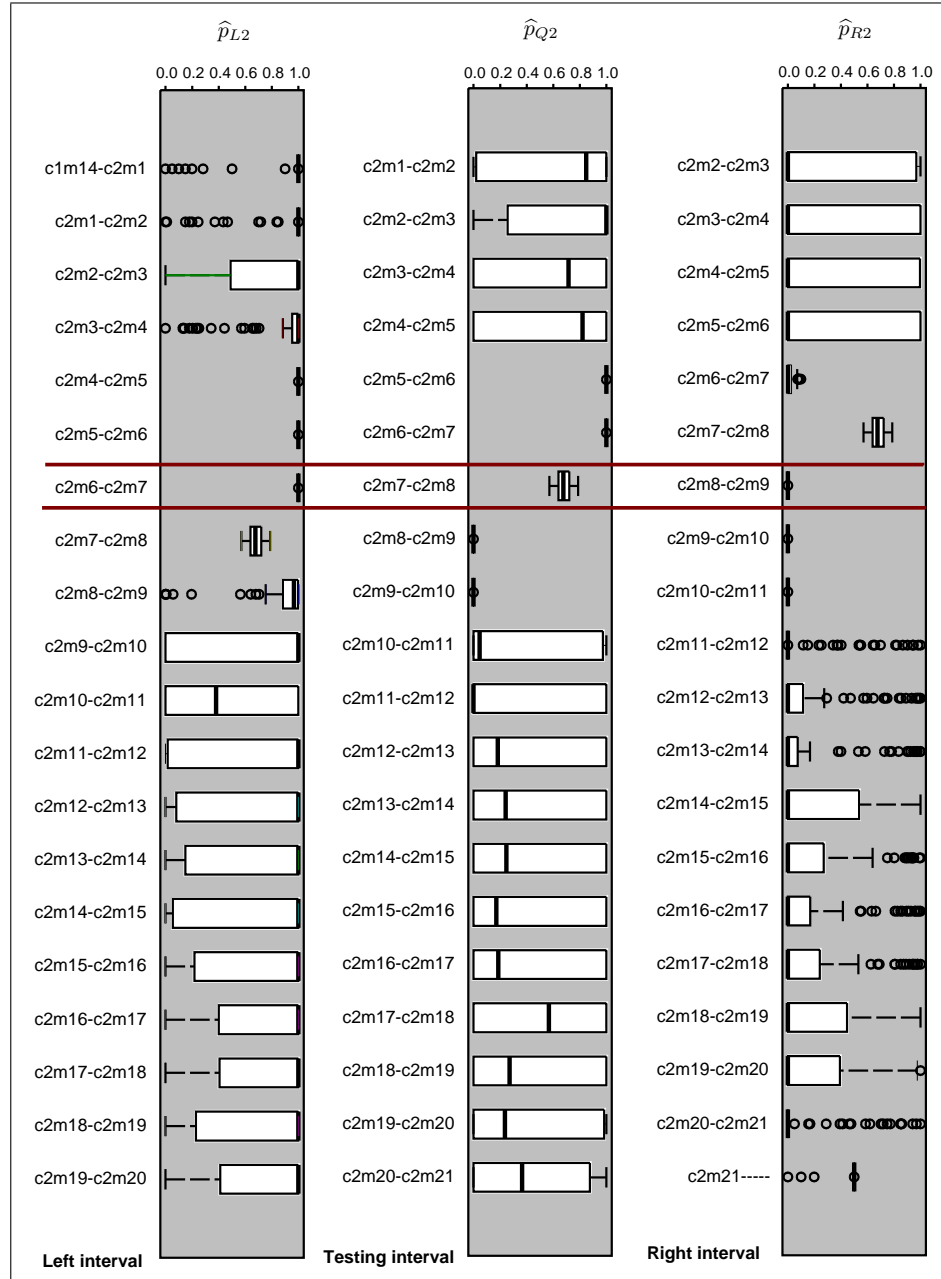 p̂L2 p̂Q2 p̂R2
0.0 0.2 0.4 0.6 0.8 1.0 0.0 0.2 0.4 0.6 0.8 1.0 0.0 0.2 0.4 0.6 0.8 1.0
c1m14-c2m1 c2m1-c2m2 c2m2-c2m3
c2m1-c2m2 c2m2-c2m3 c2m3-c2m4
c2m2-c2m3 c2m3-c2m4 c2m4-c2m5
c2m3-c2m4 c2m4-c2m5 c2m5-c2m6
c2m4-c2m5 c2m5-c2m6 c2m6-c2m7
c2m5-c2m6 c2m6-c2m7 c2m7-c2m8
c2m6-c2m7 c2m7-c2m8 c2m8-c2m9
c2m7-c2m8 c2m8-c2m9 c2m9-c2m10
c2m8-c2m9 c2m9-c2m10 c2m10-c2m11
c2m9-c2m10 c2m10-c2m11 c2m11-c2m12
c2m10-c2m11 c2m11-c2m12 c2m12-c2m13
c2m11-c2m12 c2m12-c2m13 c2m13-c2m14
c2m12-c2m13 c2m13-c2m14 c2m14-c2m15
c2m13-c2m14 c2m14-c2m15 c2m15-c2m16
c2m14-c2m15 c2m15-c2m16 c2m16-c2m17
c2m15-c2m16 c2m16-c2m17 c2m17-c2m18
c2m16-c2m17 c2m17-c2m18 c2m18-c2m19
c2m17-c2m18 c2m18-c2m19 c2m19-c2m20
c2m18-c2m19 c2m19-c2m20 c2m20-c2m21
c2m19-c2m20 c2m20-c2m21 c2m21-----
Left interval Testing interval Right interval